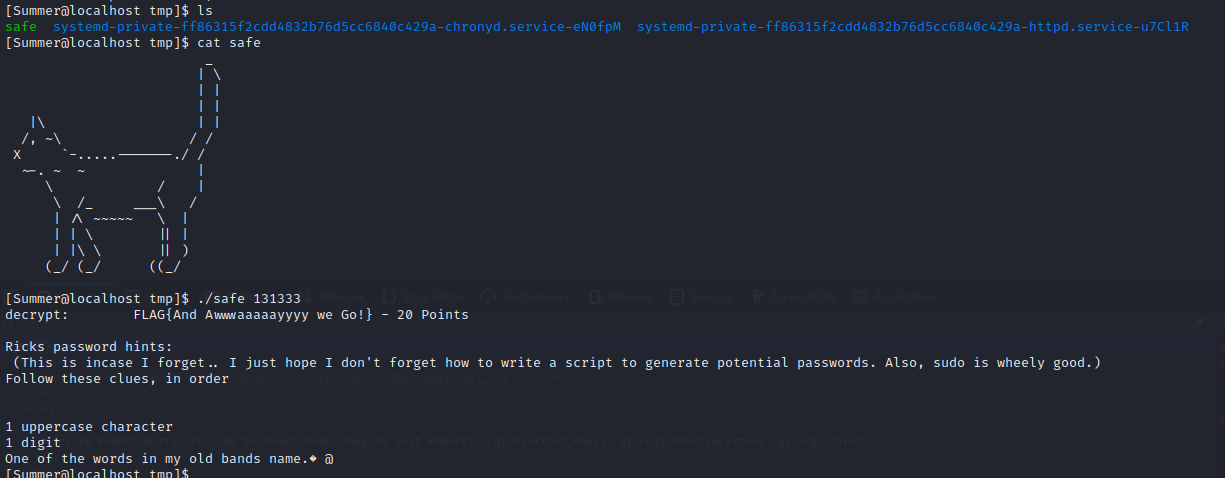 [Summer@localhost tmp]$ ls
safe  systemd-private-ff86315f2cdd4832b76d5cc6840c429a-chronyd.service-eN0fpM  systemd-private-ff86315f2cdd4832b76d5cc6840c429a-httpd.service-u7Cl1R
[Summer@localhost tmp]$ cat safe
                         _
                        | \
                        | |
                        | |
   |\                   | |
  /, ~\                / /
 X     `-.....-------./ /
  ~-. ~  ~              |
     \             /    |
      \  /_     ___\   /
      | /\ ~~~~~   \  |
      | | \        || |
      | |\ \       || )
     (_/ (_/      ((_/
[Summer@localhost tmp]$ ./safe 131333
decrypt:        FLAG{And Awwwaaaaayyyy we Go!} - 20 Points
Ricks password hints:
 (This is incase I forget.. I just hope I don't forget how to write a script to generate potential passwords. Also, sudo is wheely good.)
Follow these clues, in order
1 uppercase character
1 digit
One of the words in my old bands name.� @
[Summer@localhost tmp]$